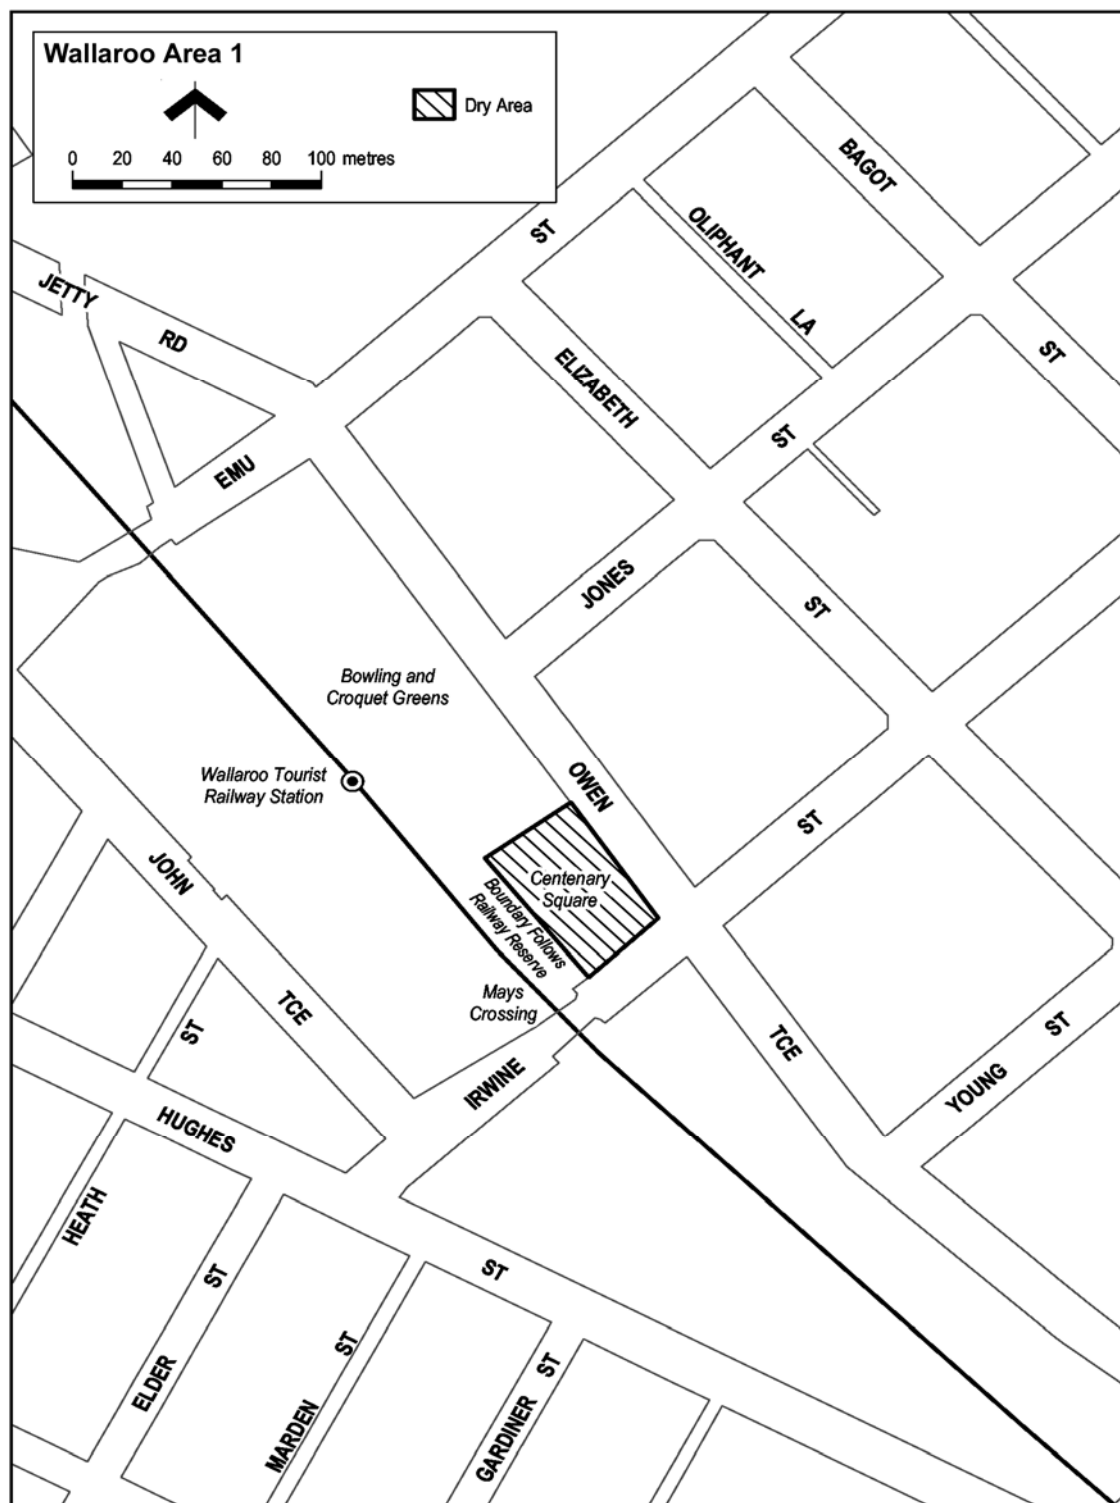 Wallaroo Area 1
Dry Area
0 20 40 60 80 100 metres
BAGOT
ST
OLIPHANT
LA
ST
JETTY
RD
ST
ELIZABETH
ST
EMU
JONES
ST
Bowling and
Croquet Greens
Wallaroo Tourist
Railway Station
OWEN
ST
JOHN
Centenary
Square
Boundary Follows
Railway Reserve
Mays
Crossing
TCE
ST
TCE
ST
YOUNG
IRWINE
HUGHES
HEATH
ST
ST
ELDER
ST
MARDEN
ST
GARDINER